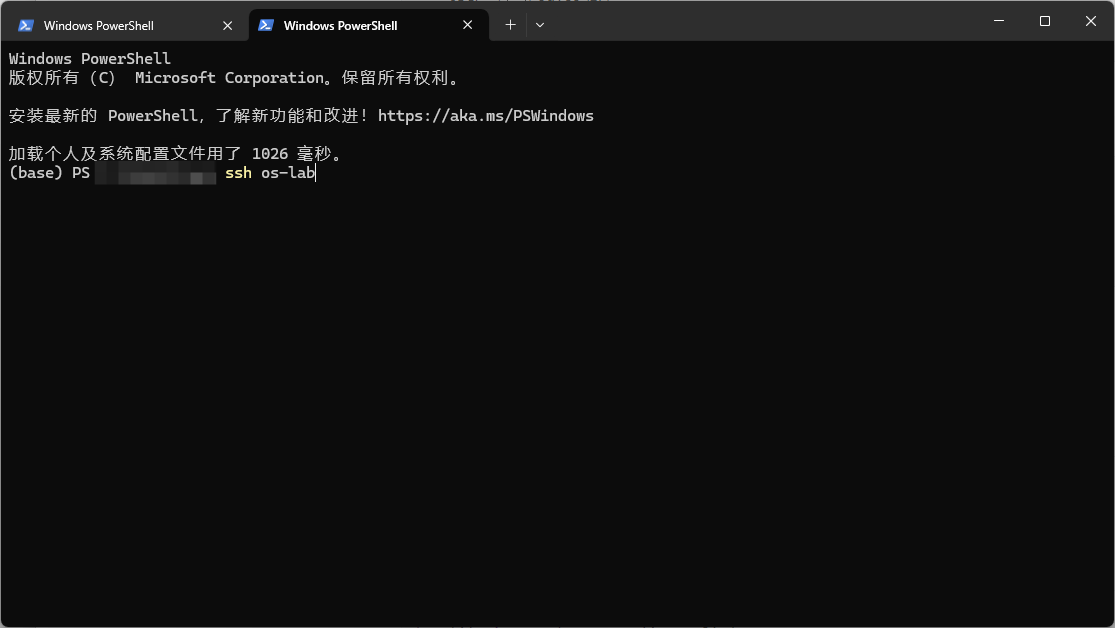 Windows PowerShell
Windows PowerShell
Windows PowerShell
版权所有（C） Microsoft Corporation。保留所有权利。
安装最新的 PowerShell，了解新功能和改进！https://aka.ms/PSWindows
加载个人及系统配置文件用了 1026 毫秒。
(base) PS ssh os-lab